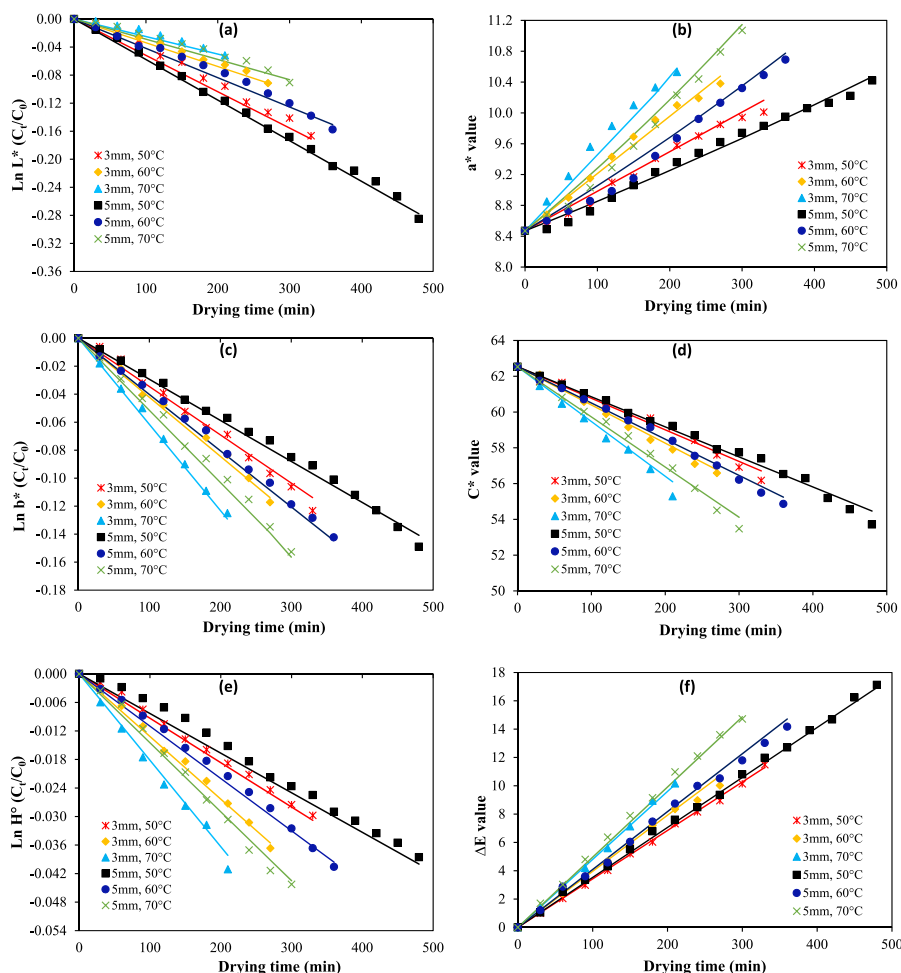 (a)
Ln L* (Cₜ/C₀)
0.00
-0.04
-0.08
-0.12
-0.16
-0.20
-0.24
-0.28
-0.32
-0.36
3mm, 50°C
3mm, 60°C
3mm, 70°C
5mm, 50°C
5mm, 60°C
5mm, 70°C
0 100 200 300 400 500
Drying time (min)
(b)
a* value
11.2
10.8
10.4
10.0
9.6
9.2
8.8
8.4
8.0
3mm, 50°C
3mm, 60°C
3mm, 70°C
5mm, 50°C
5mm, 60°C
5mm, 70°C
0 100 200 300 400 500
Drying time (min)
(c)
Ln b* (Cₜ/C₀)
0.00
-0.02
-0.04
-0.06
-0.08
-0.10
-0.12
-0.14
-0.16
-0.18
3mm, 50°C
3mm, 60°C
3mm, 70°C
5mm, 50°C
5mm, 60°C
5mm, 70°C
0 100 200 300 400 500
Drying time (min)
(d)
C* value
64
62
60
58
56
54
52
50
3mm, 50°C
3mm, 60°C
3mm, 70°C
5mm, 50°C
5mm, 60°C
5mm, 70°C
0 100 200 300 400 500
Drying time (min)
(e)
Ln H° (Cₜ/C₀)
0.000
-0.006
-0.012
-0.018
-0.024
-0.030
-0.036
-0.042
-0.048
-0.054
3mm, 50°C
3mm, 60°C
3mm, 70°C
5mm, 50°C
5mm, 60°C
5mm, 70°C
0 100 200 300 400 500
Drying time (min)
(f)
ΔE value
18
16
14
12
10
8
6
4
2
0
3mm, 50°C
3mm, 60°C
3mm, 70°C
5mm, 50°C
5mm, 60°C
5mm, 70°C
0 100 200 300 400 500
Drying time (min)